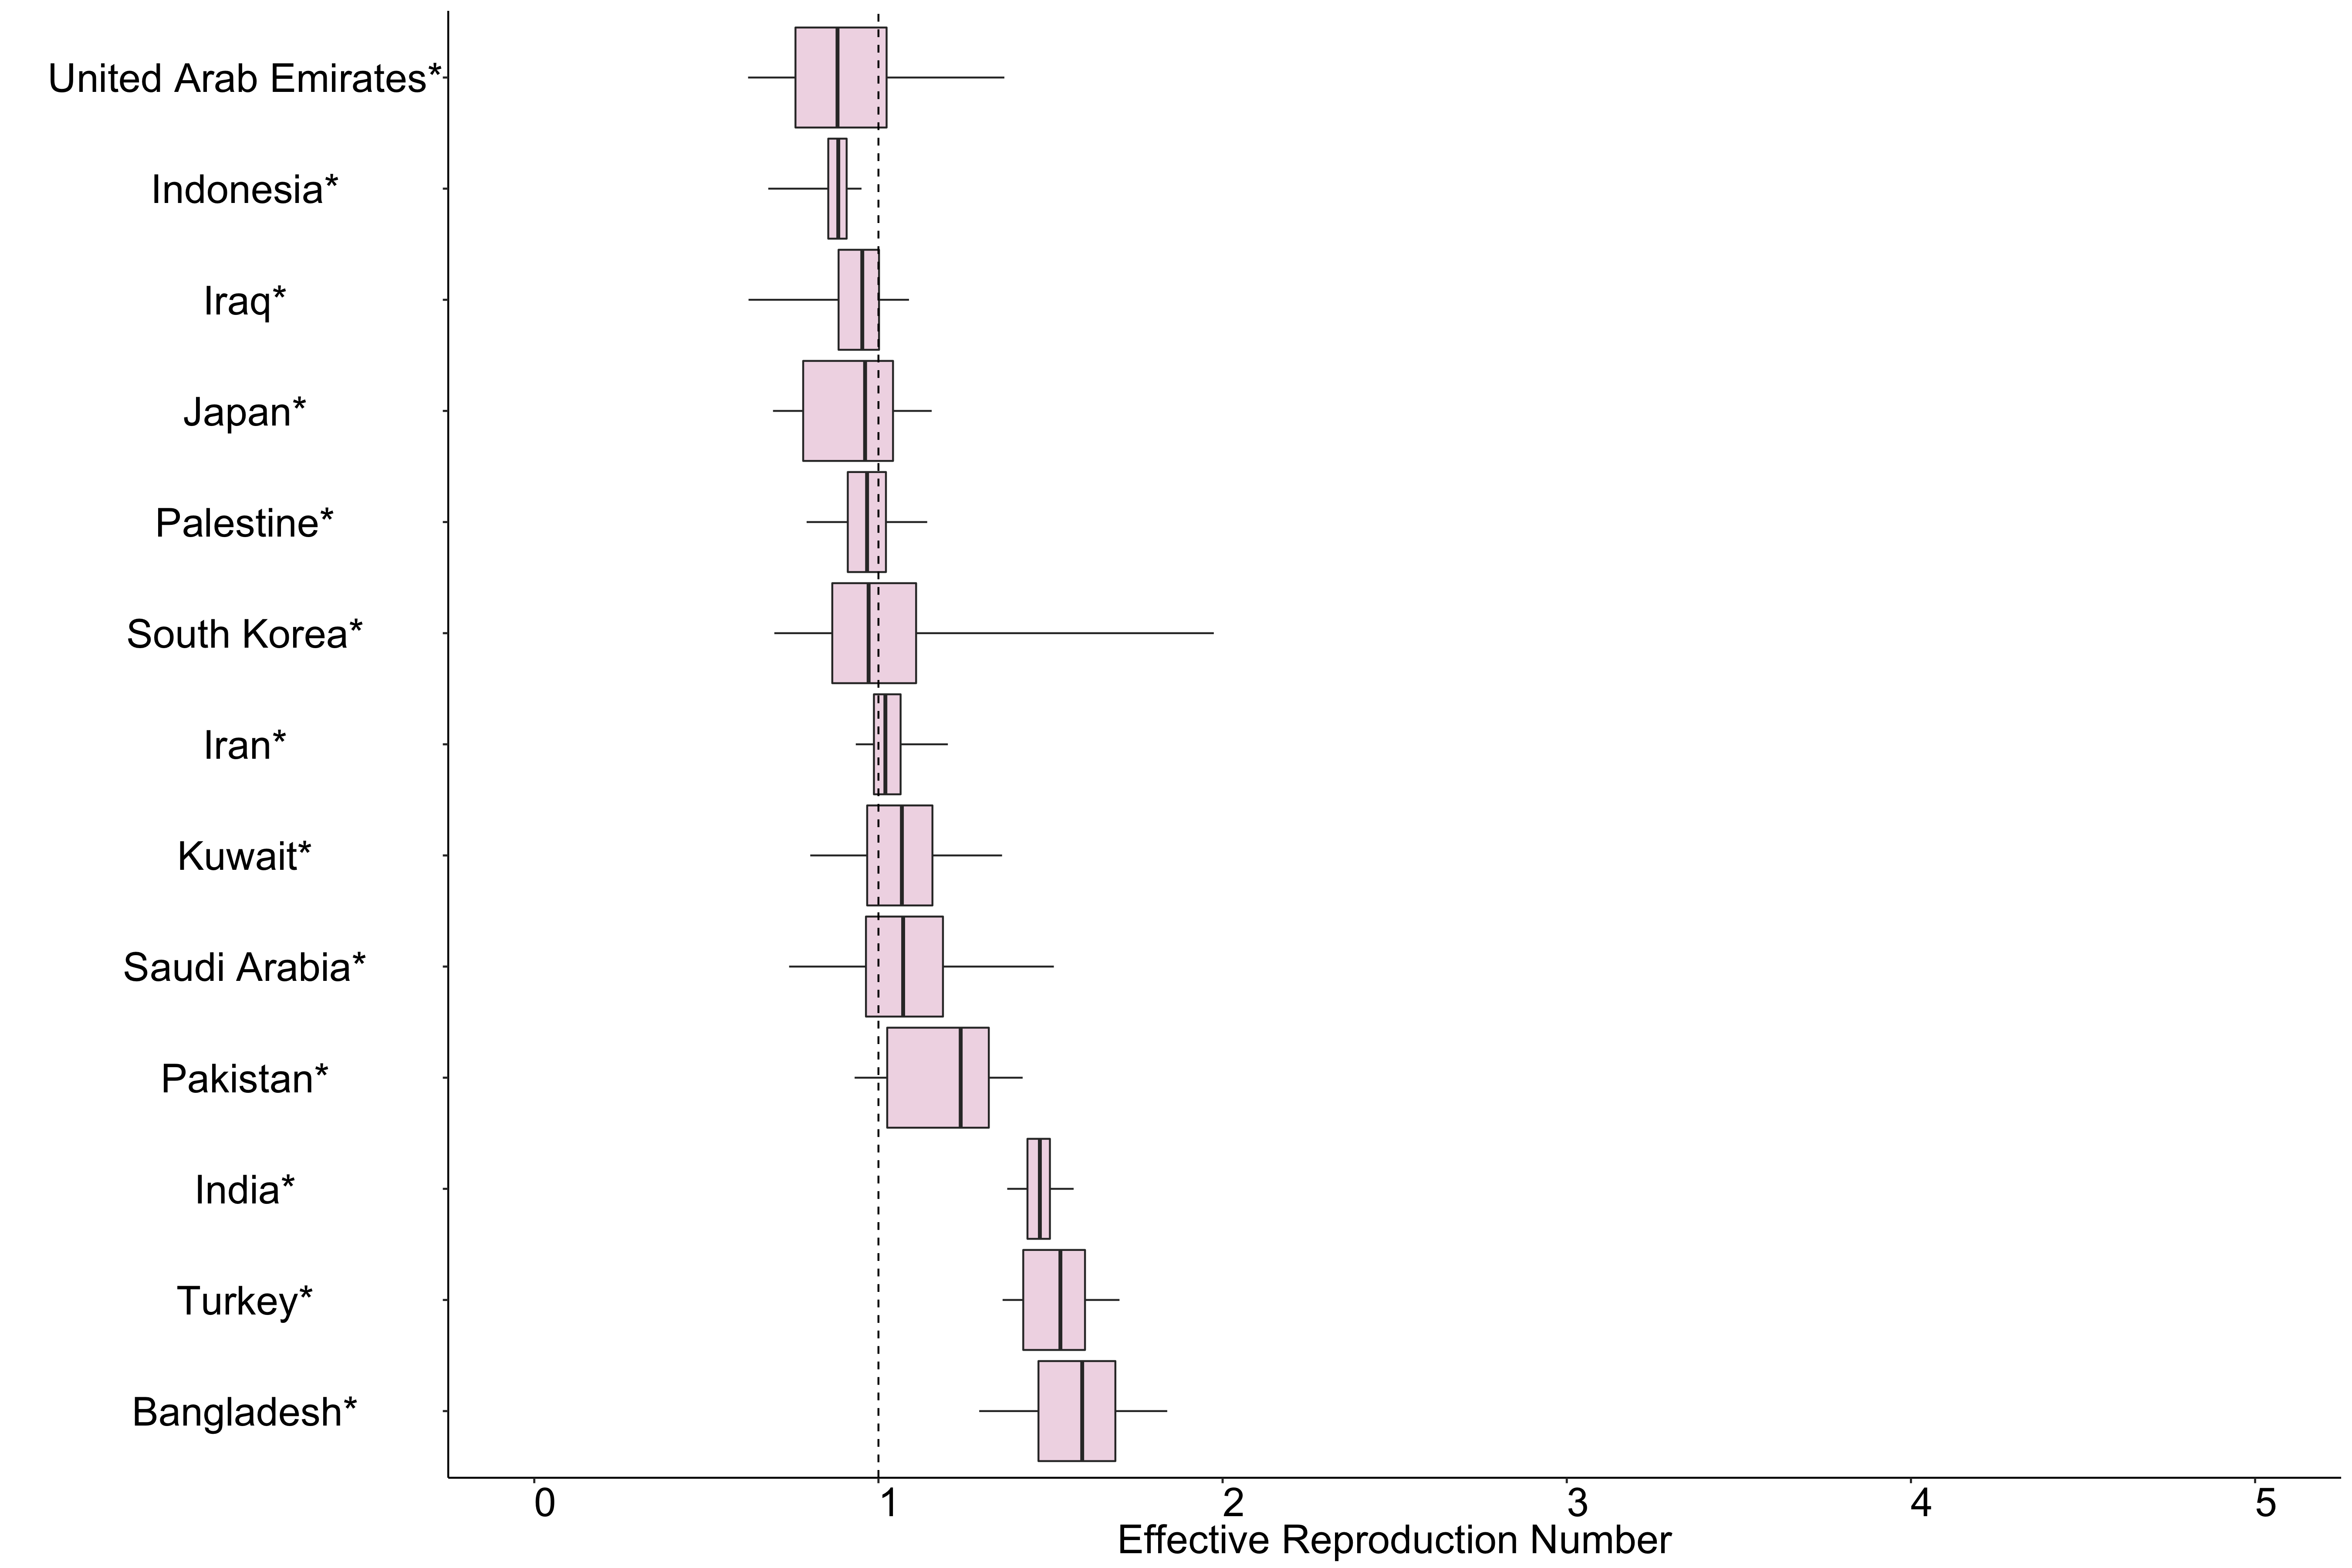 United Arab Emirates*
Indonesia*
Iraq*
Japan*
Palestine*
South Korea*
Iran*
Kuwait*
Saudi Arabia*
Pakistan*
India*
Turkey*
Bangladesh*
0 1 2 3 4 5
Effective Reproduction Number